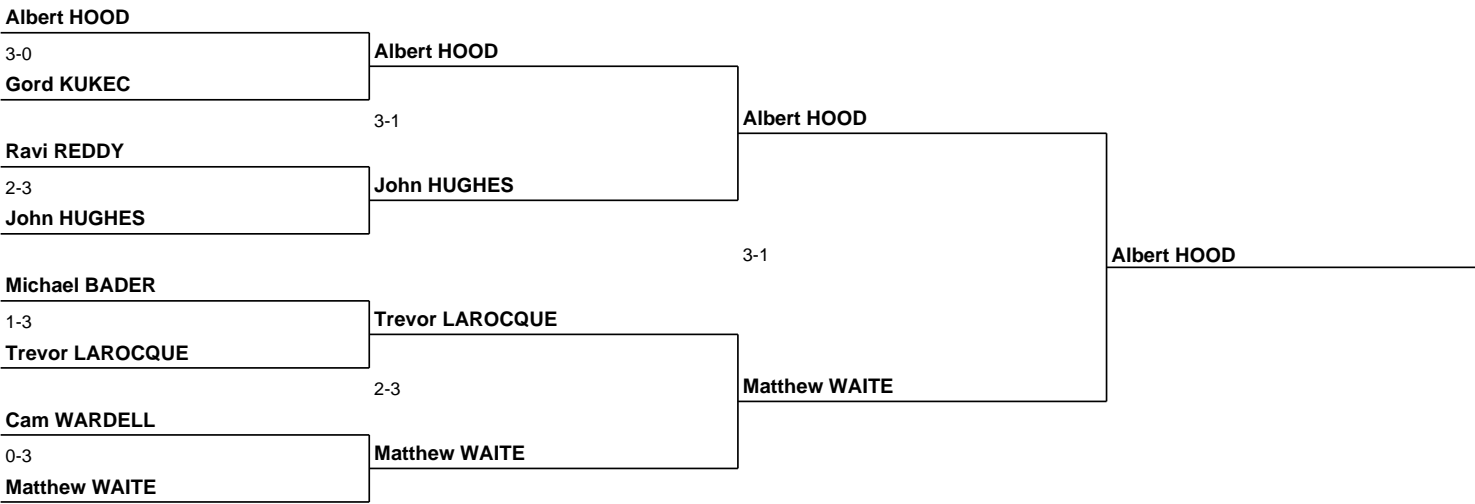 Albert HOOD
3-0
Albert HOOD
Gord KUKEC
3-1
Albert HOOD
Ravi REDDY
2-3
John HUGHES
John HUGHES
3-1
Albert HOOD
Michael BADER
1-3
Trevor LAROCQUE
Trevor LAROCQUE
2-3
Matthew WAITE
Cam WARDELL
0-3
Matthew WAITE
Matthew WAITE